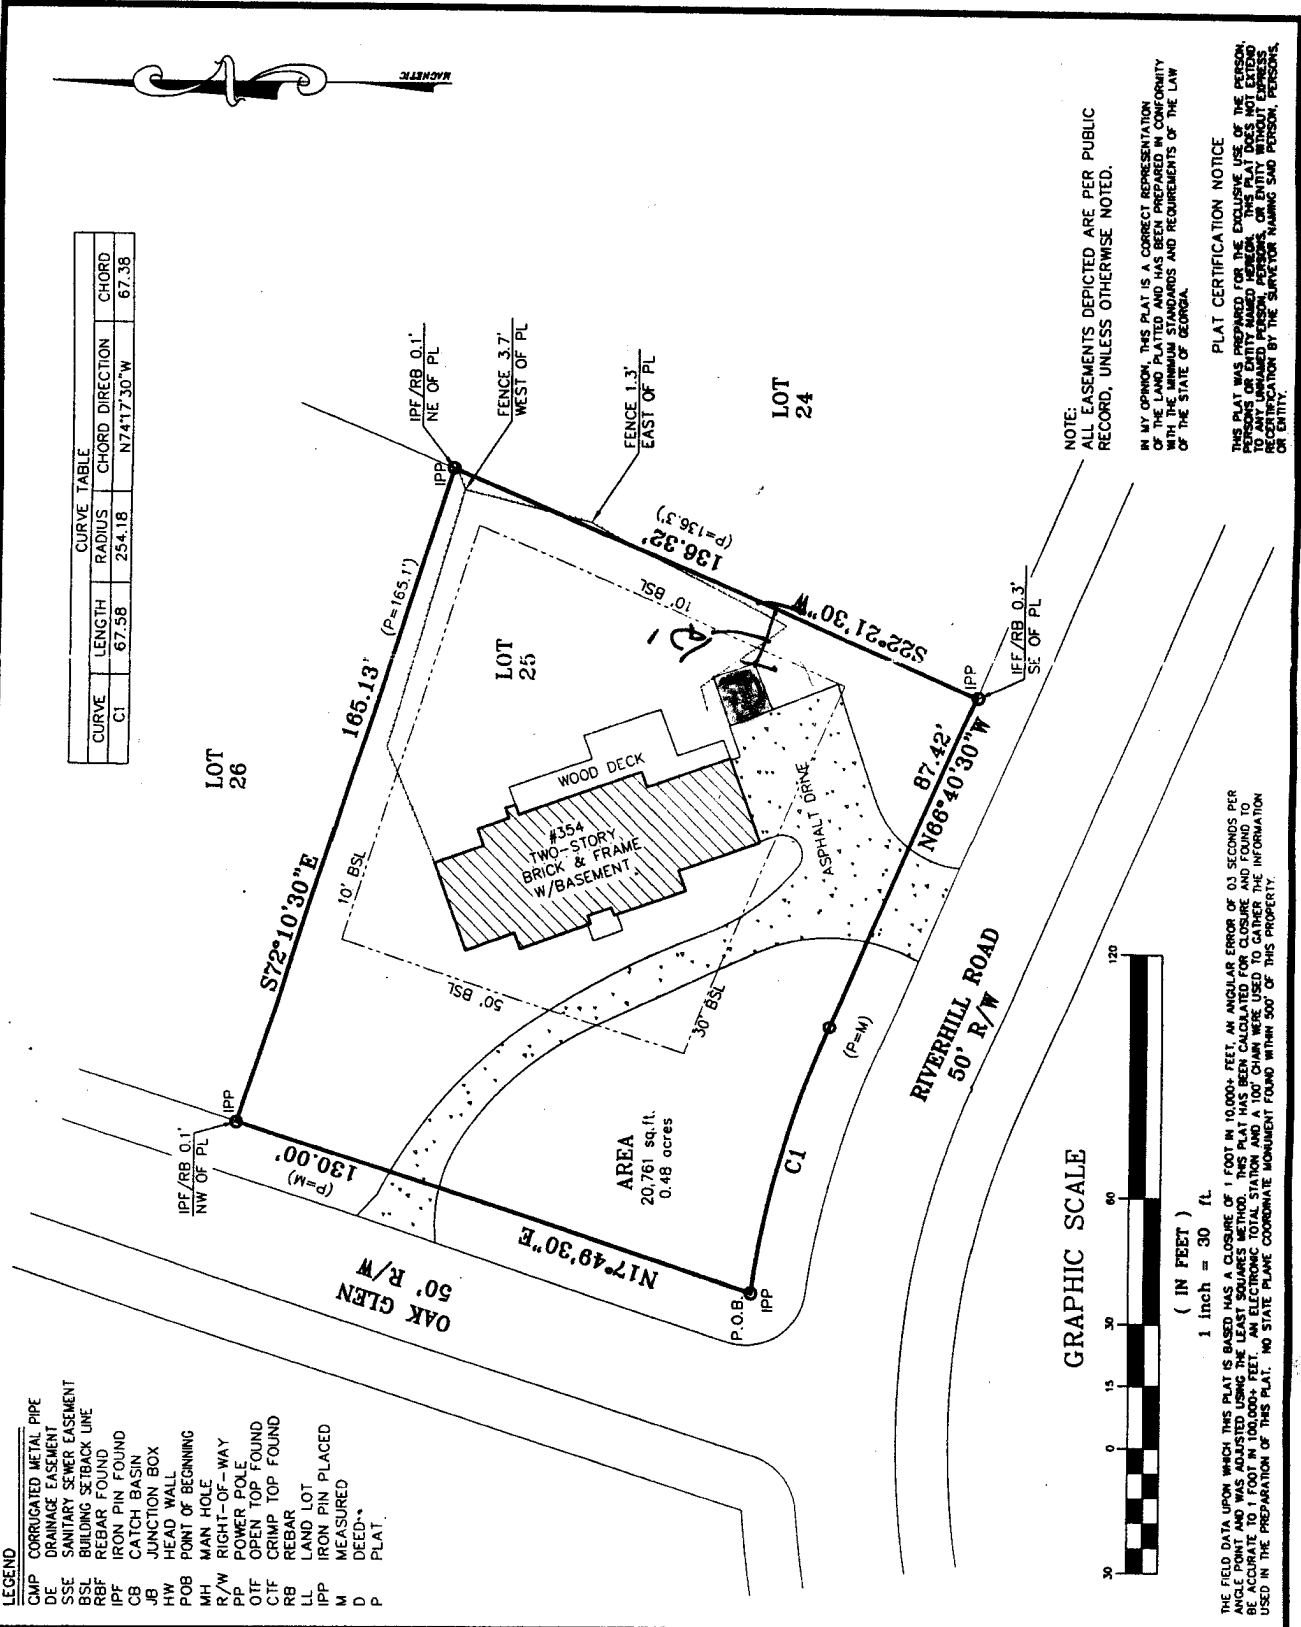 LEGEND
CMP CORRUGATED METAL PIPE
DE DRAINAGE EASEMENT
SSE SANITARY SEWER EASEMENT
BSL BUILDING SETBACK LINE
RBF REBAR FOUND
IPF IRON PIN FOUND
CB CATCH BASIN
JB JUNCTION BOX
HW HEAD WALL
POB POINT OF BEGINNING
MH MAN HOLE
R/W RIGHT-OF-WAY
PP POWER POLE
OTF OPEN TOP FOUND
CTF CRIMP TOP FOUND
RB REBAR
LL LAND LOT
IPP IRON PIN PLACED
M MEASURED
D DEED
P PLAT
CURVE TABLE
CURVE LENGTH RADIUS CHORD DIRECTION CHORD
C1 67.58 254.18 N74°17'30"W 67.38
MAGNETIC
LOT
26
IPF/RB 0.1'
NW OF PL
IPP
S72°10'30"E
165.13'
(P=165.1')
IPP
IPF/RB 0.1'
NE OF PL
FENCE 3.7'
WEST OF PL
FENCE 1.3'
EAST OF PL
LOT
24
LOT
25
10' BSL
10' BSL
50' BSL
30' BSL
WOOD DECK
#354
TWO-STORY
BRICK & FRAME
W/BASEMENT
ASPHALT DRIVE
136.32'
(P=136.3')
S22°21'30"W
IPP
IFF/RB 0.3'
SE OF PL
87.42'
N66°40'30"W
(P=M)
C1
130.00'
(P=M)
N17°49'30"E
AREA
20,761 sq.ft.
0.48 acres
P.O.B.
IPP
OAK GLEN
50' R/W
RIVERHILL ROAD
50' R/W
NOTE:
ALL EASEMENTS DEPICTED ARE PER PUBLIC
RECORD, UNLESS OTHERWISE NOTED.
IN MY OPINION, THIS PLAT IS A CORRECT REPRESENTATION
OF THE LAND PLATTED AND HAS BEEN PREPARED IN CONFORMITY
WITH THE MINIMUM STANDARDS AND REQUIREMENTS OF THE LAW
OF THE STATE OF GEORGIA.
PLAT CERTIFICATION NOTICE
THIS PLAT WAS PREPARED FOR THE EXCLUSIVE USE OF THE PERSON,
PERSONS OR ENTITY NAMED HEREON. THIS PLAT DOES NOT EXTEND
TO ANY UNNAMED PERSON, PERSONS, OR ENTITY WITHOUT EXPRESS
RECERTIFICATION BY THE SURVEYOR NAMING SAID PERSON, PERSONS,
OR ENTITY.
GRAPHIC SCALE
30 0 15 30 60 120
( IN FEET )
1 inch = 30 ft.
THE FIELD DATA UPON WHICH THIS PLAT IS BASED HAS A CLOSURE OF 1 FOOT IN 10,000+ FEET, AN ANGULAR ERROR OF 03 SECONDS PER
ANGLE POINT AND WAS ADJUSTED USING THE LEAST SQUARES METHOD. THIS PLAT HAS BEEN CALCULATED FOR CLOSURE AND FOUND TO
BE ACCURATE TO 1 FOOT IN 100,000+ FEET. AN ELECTRONIC TOTAL STATION AND A 100' CHAIN WERE USED TO GATHER THE INFORMATION
USED IN THE PREPARATION OF THIS PLAT. NO STATE PLANE COORDINATE MONUMENT FOUND WITHIN 500' OF THIS PROPERTY.